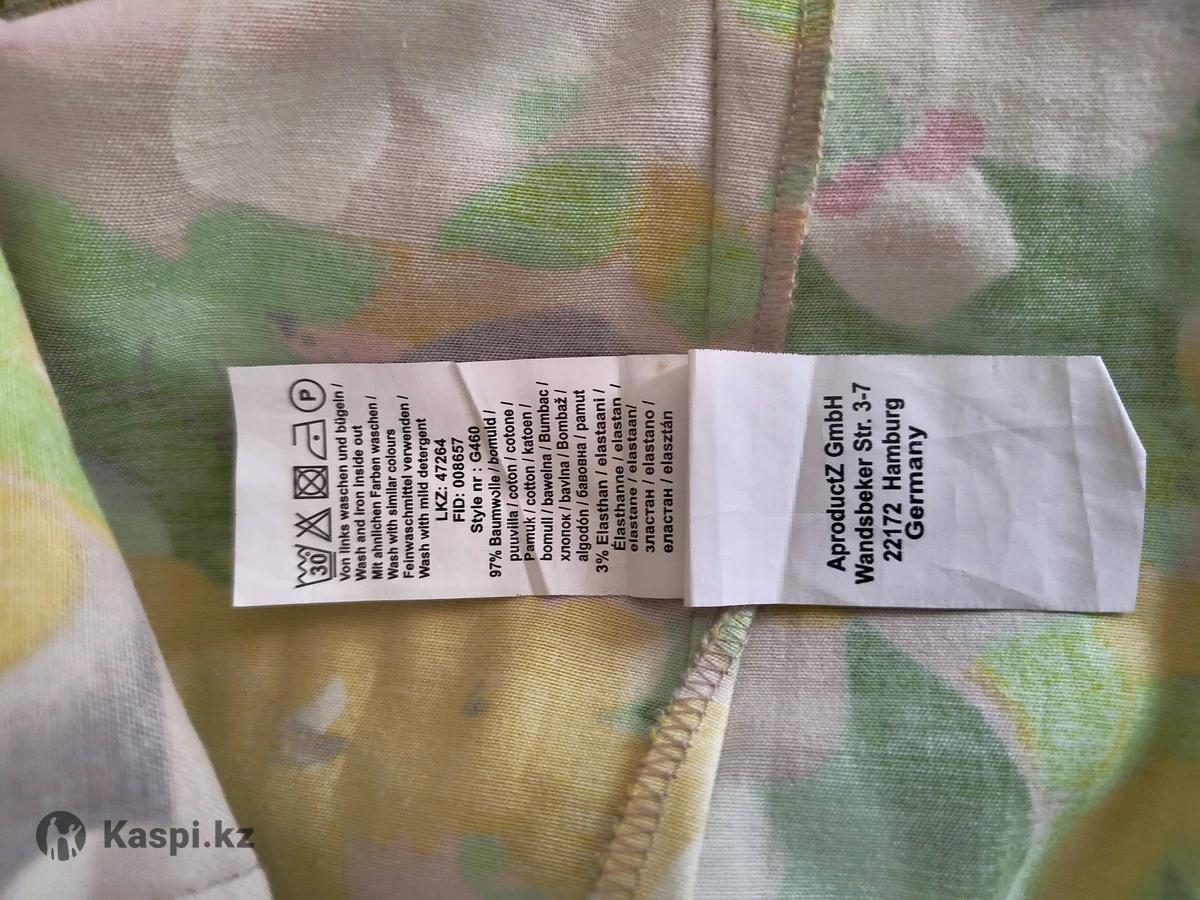 30 P
Von links waschen und bügeln /
Wash and iron inside out
Mit ähnlichen Farben waschen /
Wash with similar colours
Feinwaschmittel verwenden /
Wash with mild detergent
LKZ: 47264
FID: 008657
Style nr : G460
97% Baumwolle / bomuld /
puuvilla / coton / cotone /
Pamuk / cotton / katoen /
bomull / bawełna / Bumbac /
хлопок / bavlna / Bombaž /
algodón / бавовна / pamut
3% Elasthan / elastaani /
Élasthanne / elastan /
elastane / elastaan/
эластан / elastano /
еластан / elasztán
AproductZ GmbH
Wandsbeker Str. 3-7
22172 Hamburg
Germany
Kaspi.kz